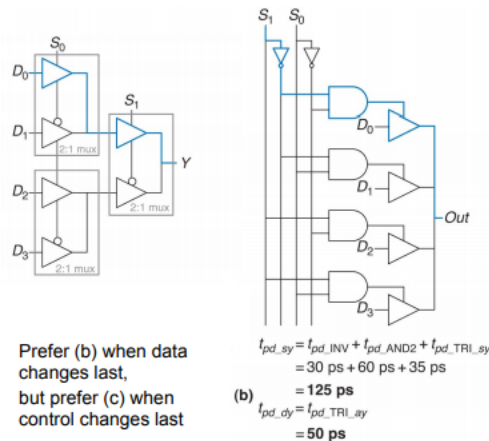 S0
D0
D1
2:1 mux
S1
Y
D2
D3
2:1 mux
2:1 mux
S1 S0
D0
D1
Out
D2
D3
Prefer (b) when data
changes last,
but prefer (c) when
control changes last
(b)
tpd_sy = tpd_INV + tpd_AND2 + tpd_TRI_sy
= 30 ps + 60 ps + 35 ps
= 125 ps
tpd_dy = tpd_TRI_ay
= 50 ps